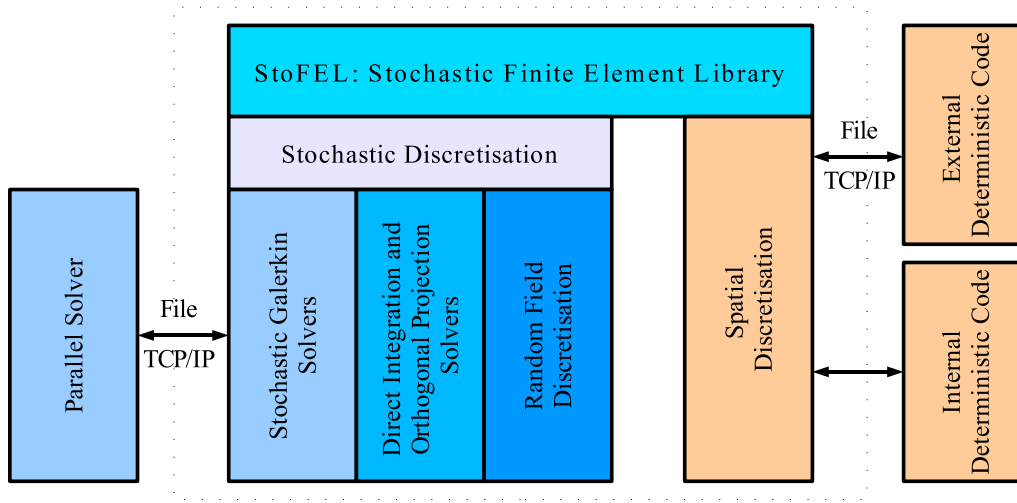 StoFEL: Stochastic Finite Element Library
Stochastic Discretisation
Parallel Solver
File
TCP/IP
Stochastic Galerkin
Solvers
Direct Integration and
Orthogonal Projection
Solvers
Random Field
Discretisation
Spatial
Discretisation
File
TCP/IP
External
Deterministic Code
Internal
Deterministic Code